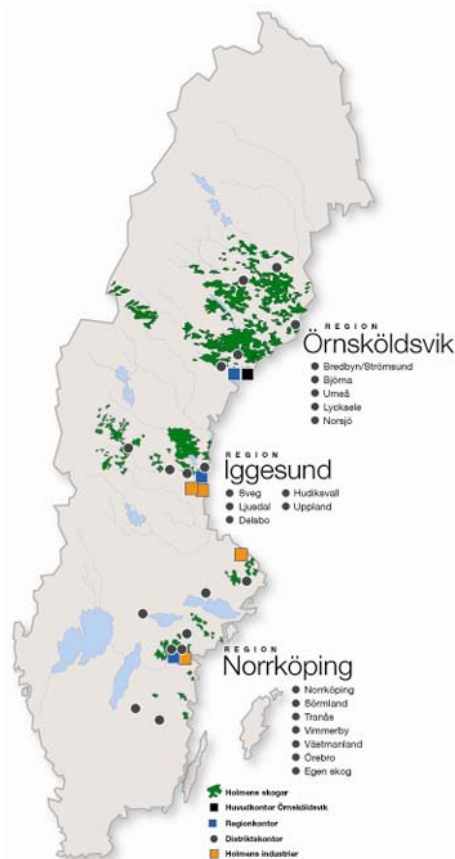 REGION
Örnsköldsvik
Bredbyn/Strömsund
Björna
Umeå
Lycksele
Norsjö
REGION
Iggesund
Sveg
Ljusdal
Delsbo
Hudiksvall
Uppland
REGION
Norrköping
Norrköping
Sörmland
Tranås
Vimmerby
Västmanland
Örebro
Egen skog
Holmens skogar
Huvudkontor Örnsköldsvik
Regionkontor
Distriktskontor
Holmens industrier